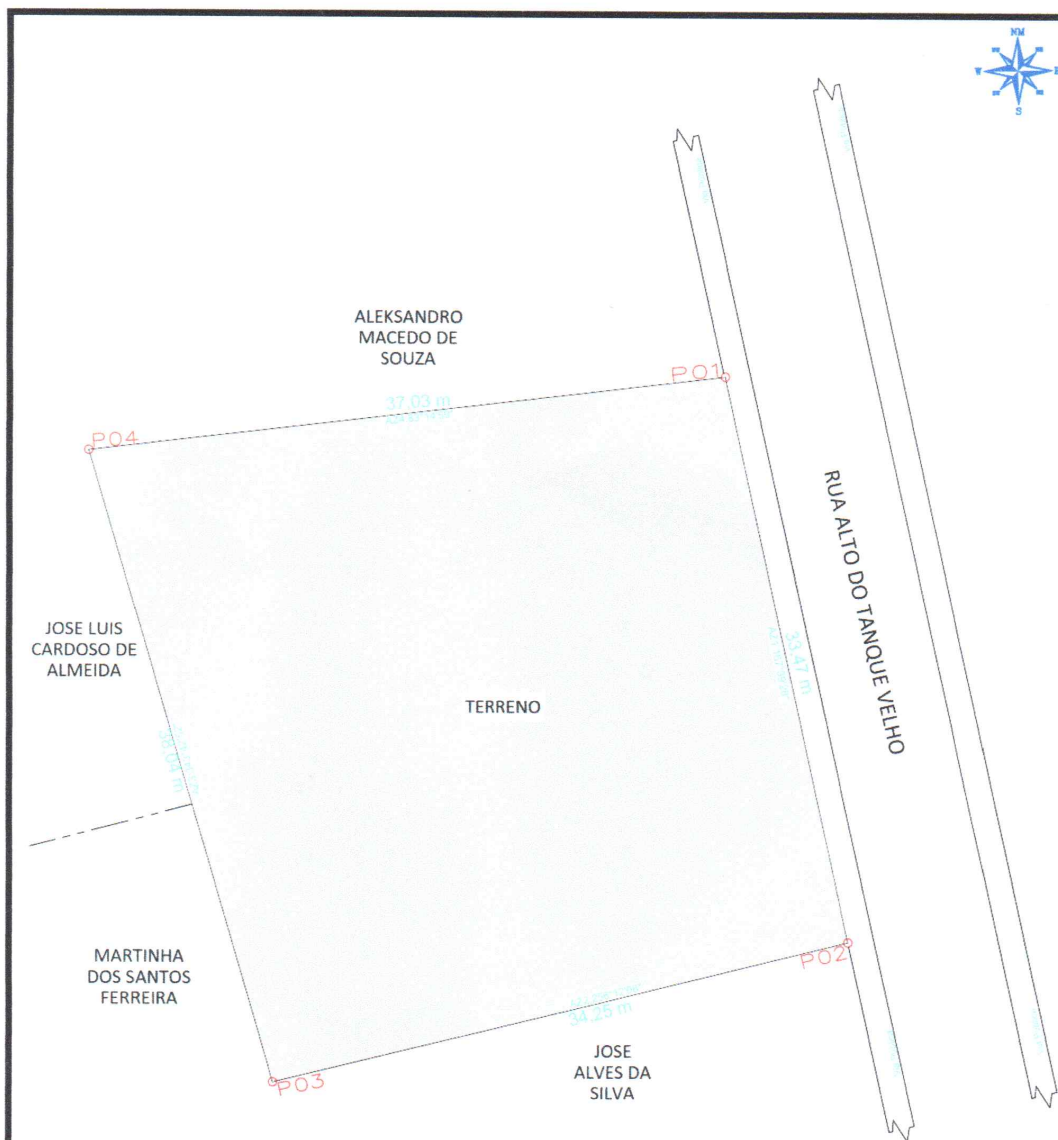 NM
W
E
S
ALEKSANDRO
MACEDO DE
SOUZA
P01
37.03 m
P04
RUA ALTO DO TANQUE VELHO
33.47 m
JOSE LUIS
CARDOSO DE
ALMEIDA
TERRENO
38.04 m
MARTINHA
DOS SANTOS
FERREIRA
P02
34.25 m
JOSE
ALVES DA
SILVA
P03